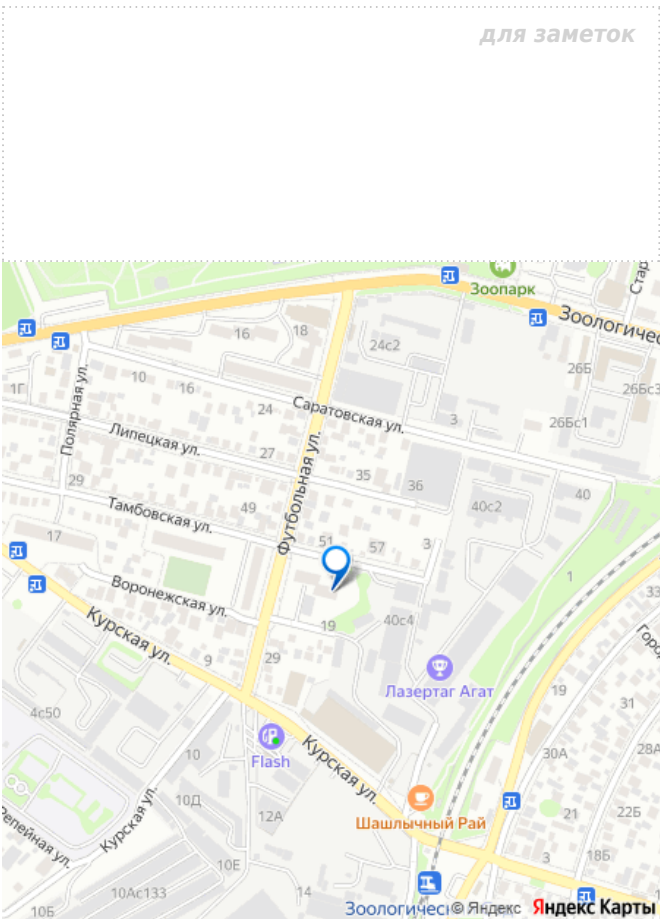 для заметок
Зоопарк
Стар
Зоологичес
16
18
24с2
26Б
26Бс3
1Г
10
16
24
Саратовская ул.
3
26Бс1
Полярная ул.
Липецкая ул.
27
Футбольная ул.
35
36
29
40
40с2
Тамбовская ул.
49
51
57
3
17
1
Воронежская ул.
19
40с4
33
Курская ул.
Горо
9
29
Лазертаг Агат
19
31
4с50
Flash
10
Курская ул.
30А
28А
10Д
12А
21
22Б
Репейная ул.
Курская ул.
Шашлычный Рай
10Е
3
18Б
10Ас133
14
10Б
Зоологическ
© Яндекс Яндекс Карты